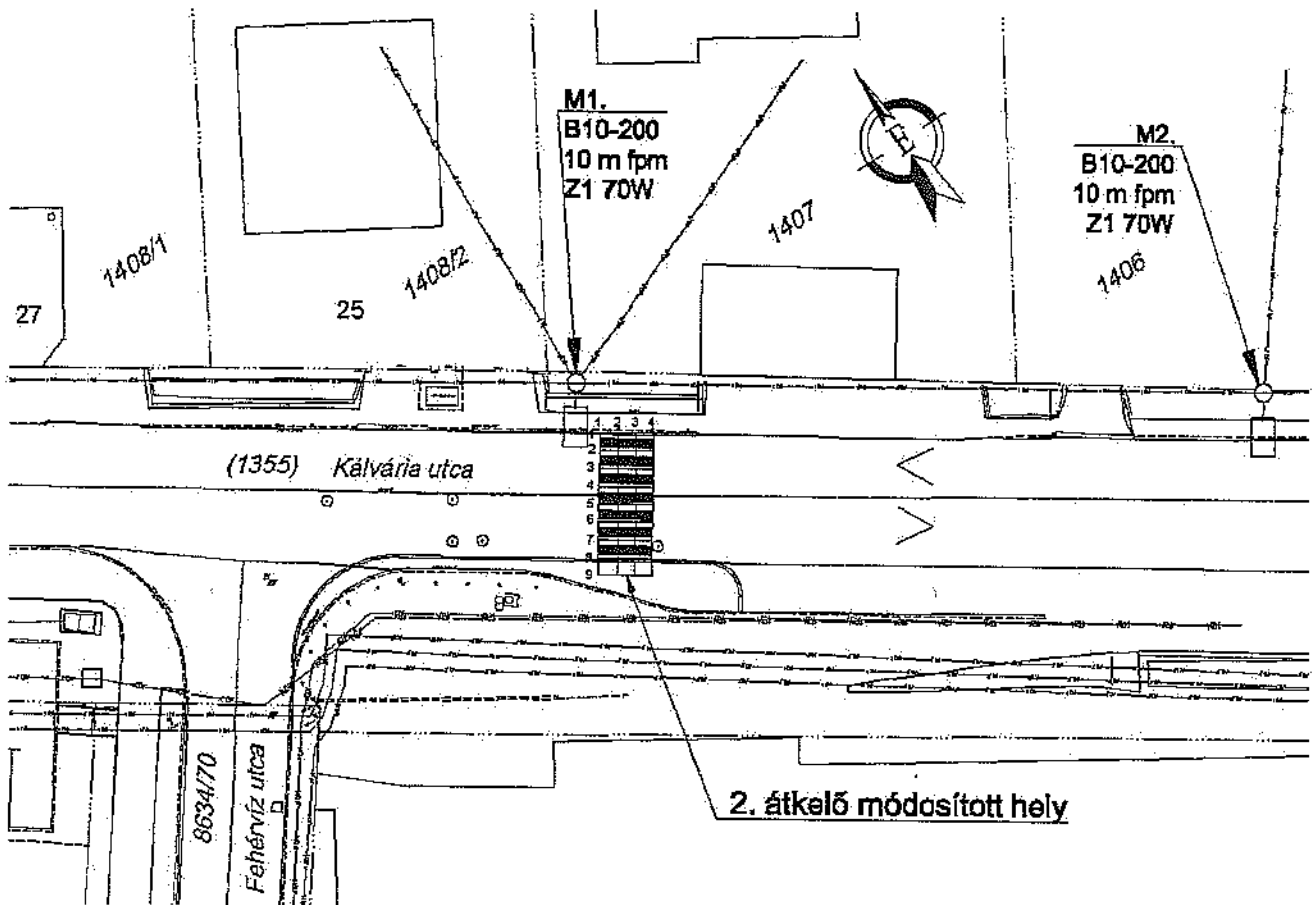 M1.
B10-200
10 m fpm
Z1 70W
É
M2.
B10-200
10 m fpm
Z1 70W
1408/1
1408/2
1407
1406
27
25
1 2 3 4
2
3
4
5
6
7
8
9
(1355) Kálvária utca
8634/70
Fehérvíz utca
2. átkelő módosított hely